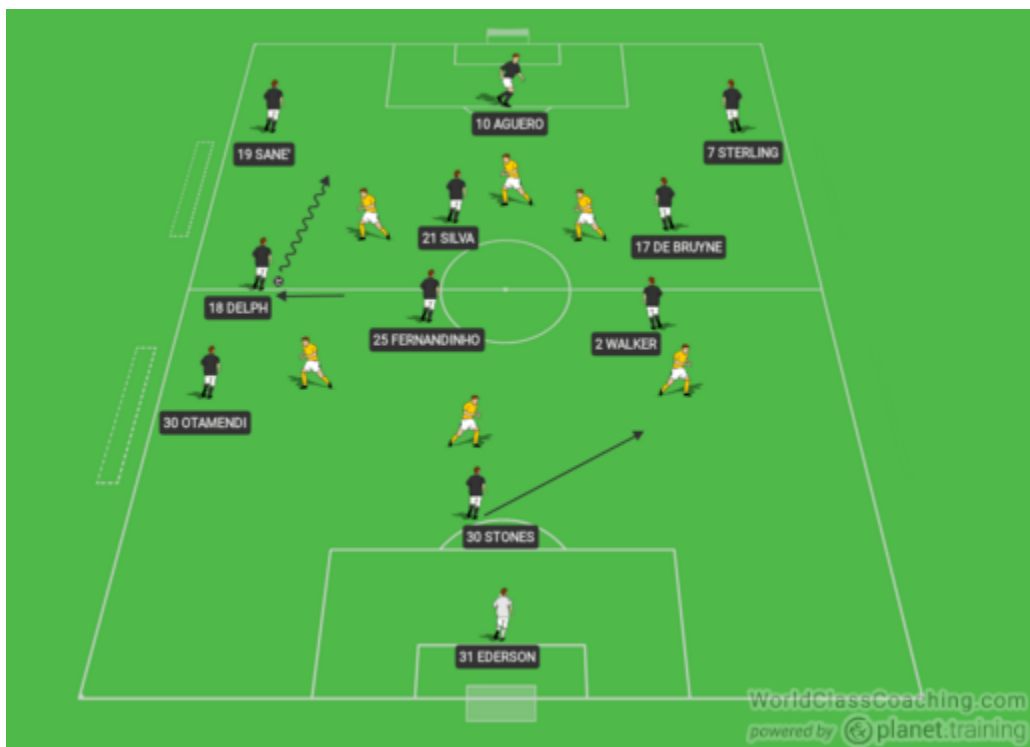 10 AGUERO
19 SANE'
7 STERLING
21 SILVA
17 DE BRUYNE
18 DELPH
25 FERNANDINHO
2 WALKER
30 OTAMENDI
30 STONES
31 EDERSON
WorldClassCoaching.com
powered by planet.training